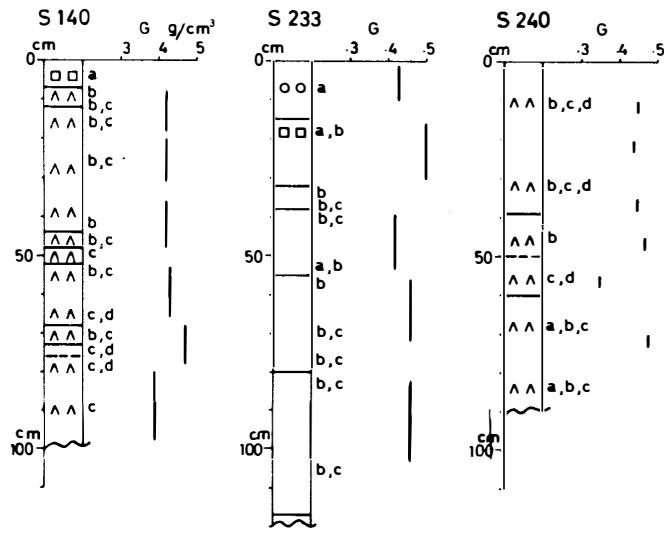 S 140
G g/cm³
cm 3 4 5
0
a
b
b,c
b,c
b,c
b
b,c
c
50
b,c
c,d
b,c
c,d
c,d
c
cm
100
S 233
G
cm .3 .4 .5
0
a
a,b
b
b,c
b,c
50
a,b
b
b,c
b,c
b,c
cm
100
b,c
S 240
G
cm .3 .4 .5
0
b,c,d
b,c,d
b
50
c,d
a,b,c
a,b,c
cm
100